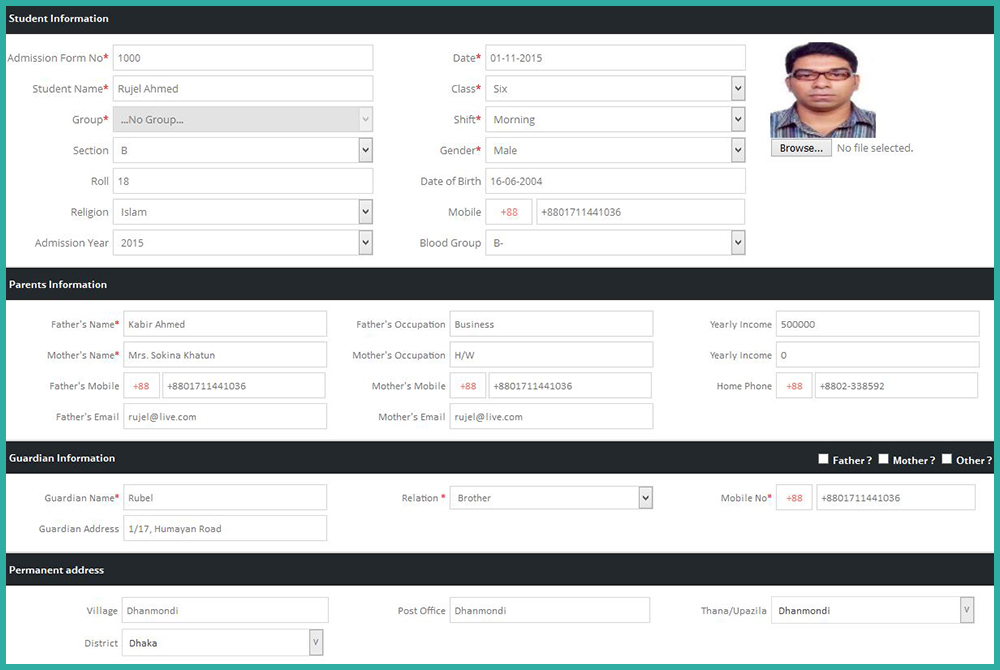 Student Information
Admission Form No* 1000 Date* 01-11-2015
Student Name* Rujel Ahmed Class* Six
Group* ...No Group... Shift* Morning
Section B Gender* Male Browse... No file selected.
Roll 18 Date of Birth 16-06-2004
Religion Islam Mobile +88 +8801711441036
Admission Year 2015 Blood Group B-
Parents Information
Father's Name* Kabir Ahmed Father's Occupation Business Yearly Income 500000
Mother's Name* Mrs. Sokina Khatun Mother's Occupation H/W Yearly Income 0
Father's Mobile +88 +8801711441036 Mother's Mobile +88 +8801711441036 Home Phone +88 +8802-338592
Father's Email rujel@live.com Mother's Email rujel@live.com
Guardian Information Father ? Mother ? Other ?
Guardian Name* Rubel Relation * Brother Mobile No* +88 +8801711441036
Guardian Address 1/17, Humayan Road
Permanent address
Village Dhanmondi Post Office Dhanmondi Thana/Upazila Dhanmondi
District Dhaka